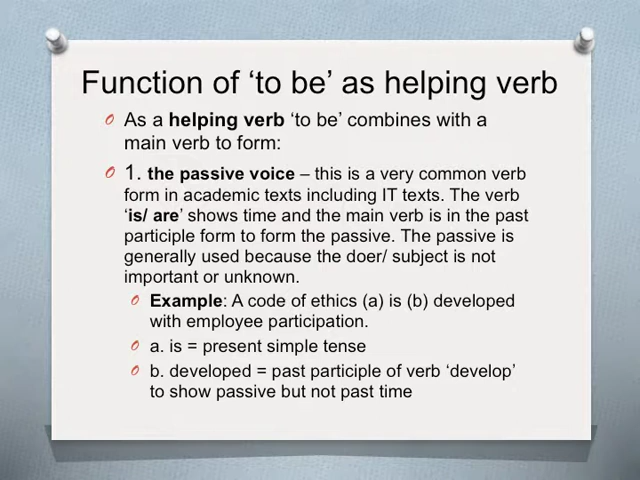 Function of ‘to be’ as helping verb
As a helping verb ‘to be’ combines with a
main verb to form:
1. the passive voice – this is a very common verb
form in academic texts including IT texts. The verb
‘is/ are’ shows time and the main verb is in the past
participle form to form the passive. The passive is
generally used because the doer/ subject is not
important or unknown.
Example: A code of ethics (a) is (b) developed
with employee participation.
a. is = present simple tense
b. developed = past participle of verb ‘develop’
to show passive but not past time